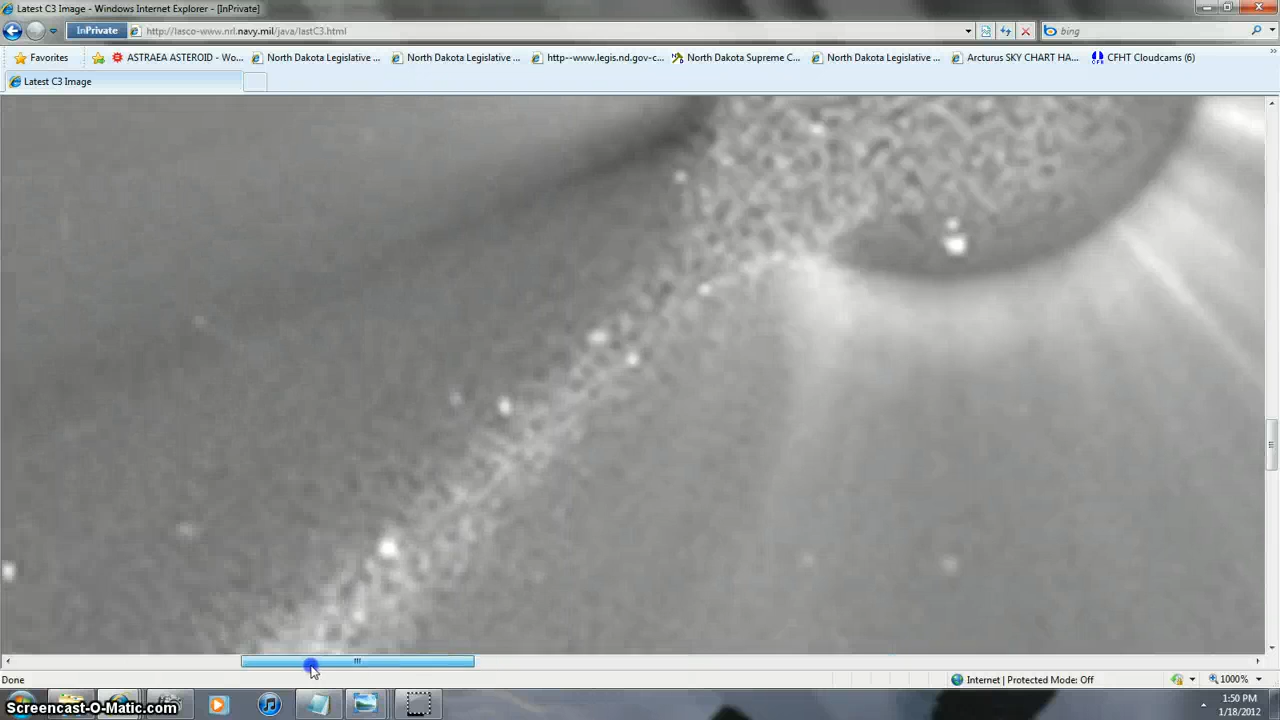 Latest C3 Image - Windows Internet Explorer - [InPrivate]
InPrivate http://lasco-www.nrl.navy.mil/java/lastC3.html bing
Favorites ASTRAEA ASTEROID - Wo... North Dakota Legislative ... North Dakota Legislative ... http--www.legis.nd.gov-c... North Dakota Supreme C... North Dakota Legislative ... Arcturus SKY CHART HA... CFHT Cloudcams (6)
Latest C3 Image
Done Internet | Protected Mode: Off 1000%
Screencast-O-Matic.com 1:50 PM
1/18/2012